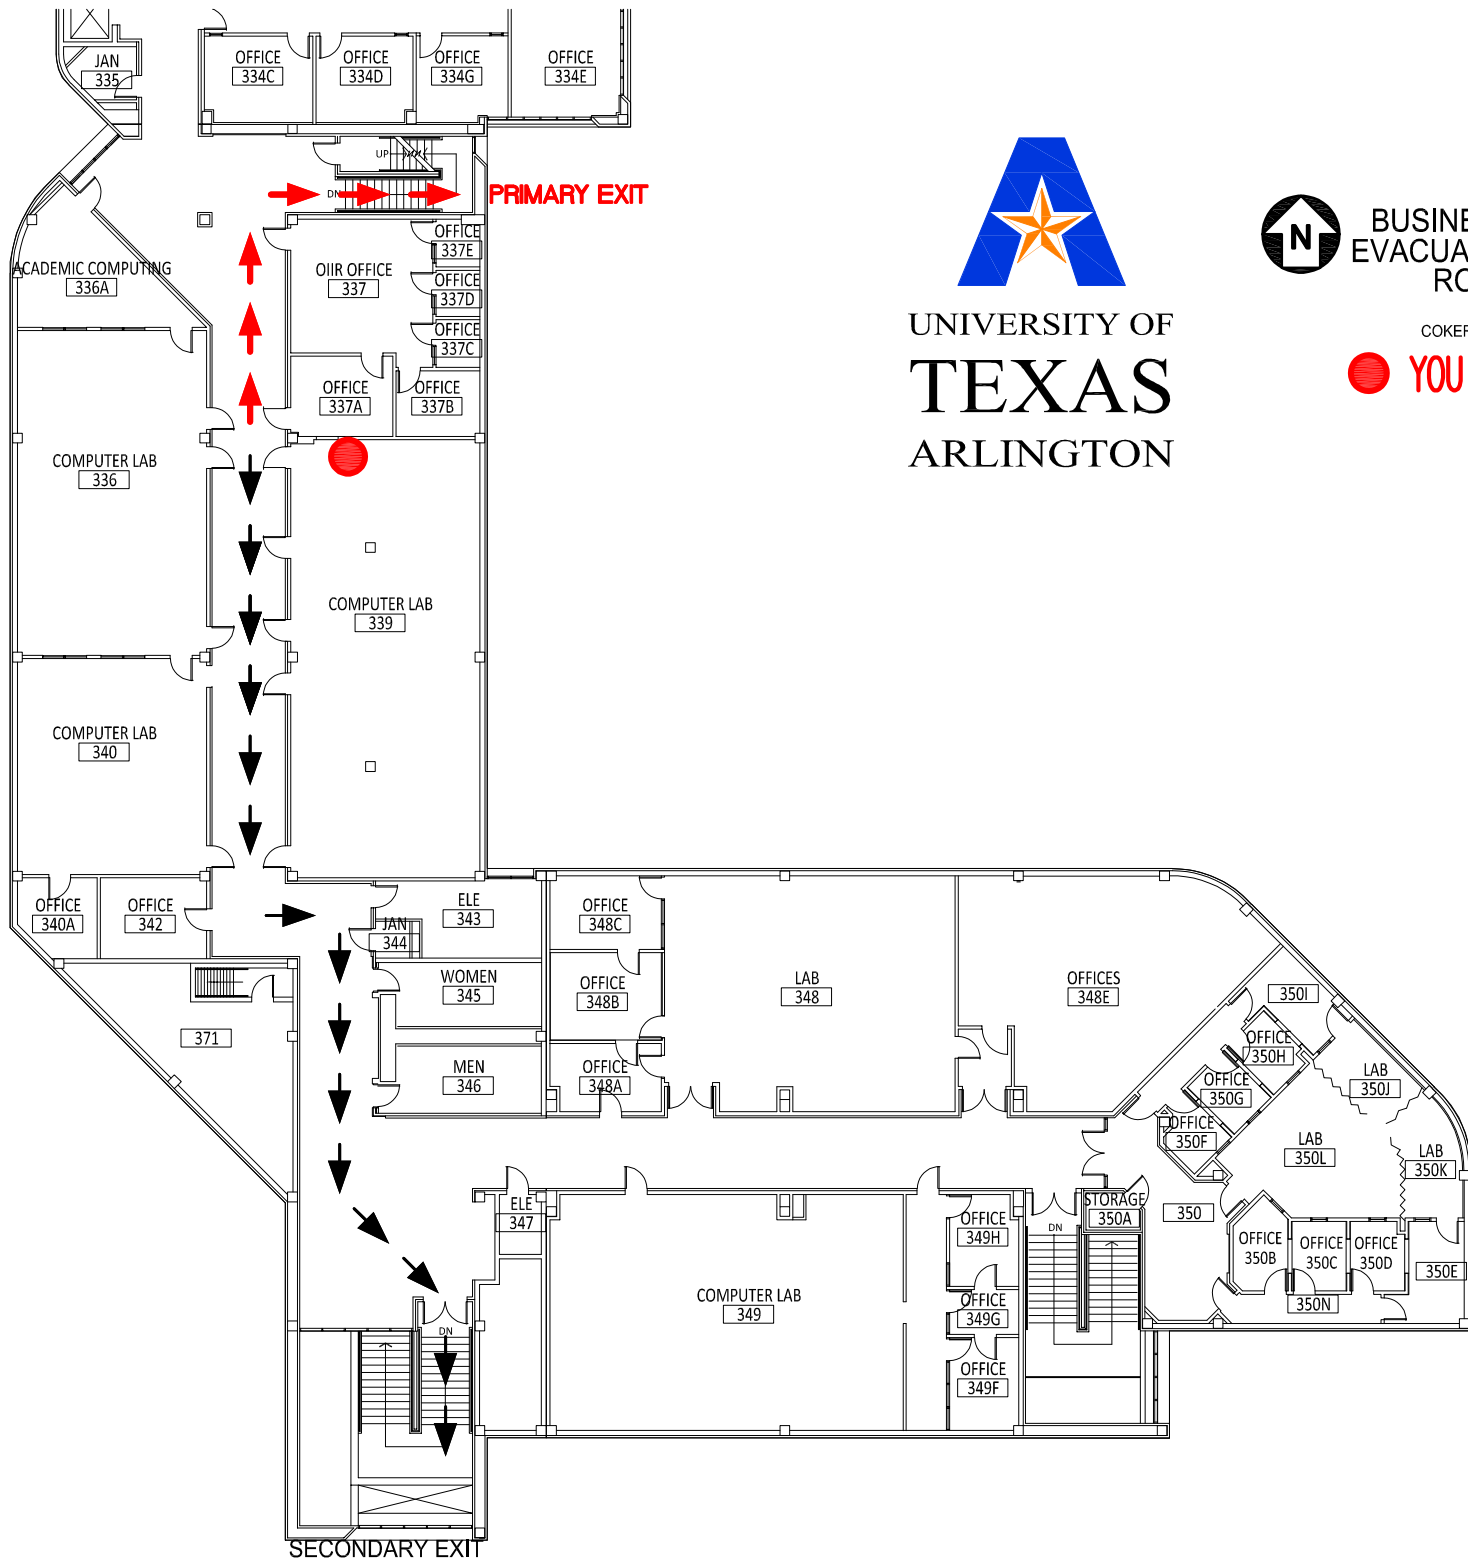 JAN
335
OFFICE
334C
OFFICE
334D
OFFICE
334G
OFFICE
334E
UP
DN
PRIMARY EXIT
ACADEMIC COMPUTING
336A
OIIR OFFICE
337
OFFICE
337E
OFFICE
337D
OFFICE
337C
OFFICE
337A
OFFICE
337B
UNIVERSITY OF
TEXAS
ARLINGTON
N
BUSINE
EVACUA
RO
COKER
YOU
COMPUTER LAB
336
COMPUTER LAB
339
COMPUTER LAB
340
OFFICE
340A
OFFICE
342
ELE
343
JAN
344
WOMEN
345
MEN
346
371
OFFICE
348C
OFFICE
348B
OFFICE
348A
LAB
348
OFFICES
348E
350I
OFFICE
350H
OFFICE
350G
OFFICE
350F
LAB
350J
LAB
350L
LAB
350K
ELE
347
COMPUTER LAB
349
OFFICE
349H
OFFICE
349G
OFFICE
349F
DN
STORAGE
350A
350
OFFICE
350B
OFFICE
350C
OFFICE
350D
350E
350N
DN
SECONDARY EXIT